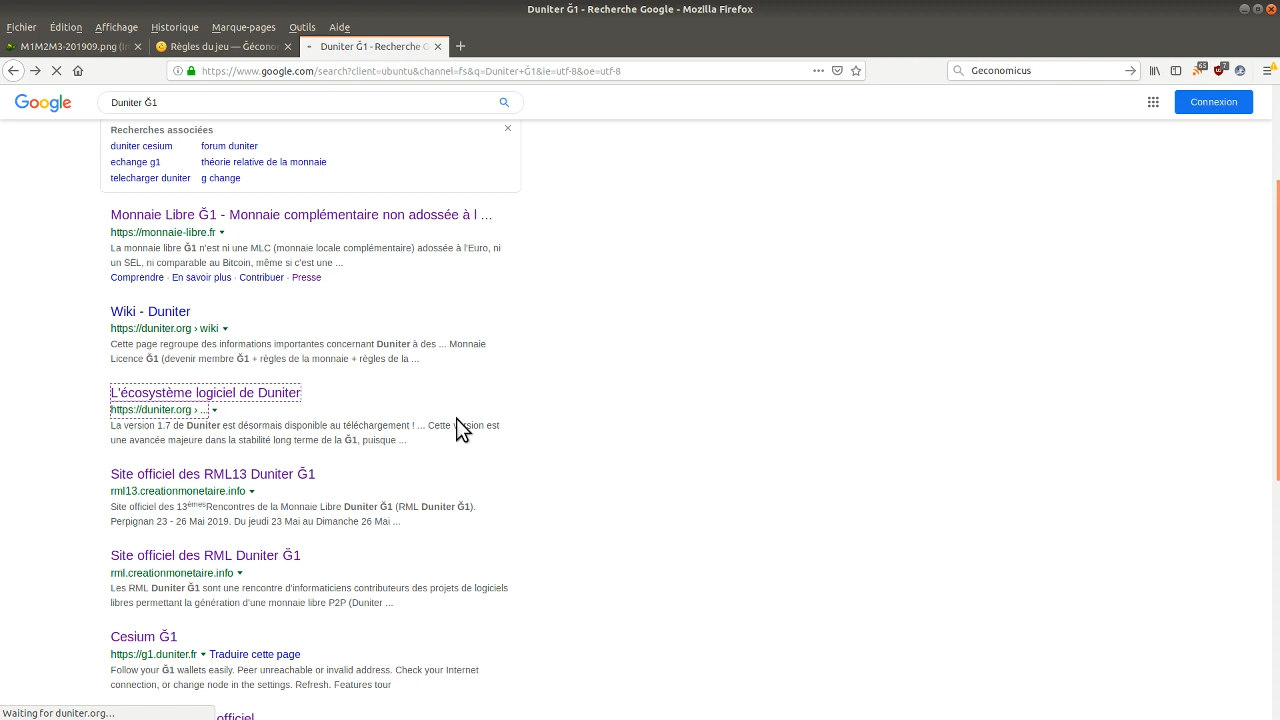 Duniter Ğ1 - Recherche Google - Mozilla Firefox
Fichier Édition Affichage Historique Marque-pages Outils Aide
M1M2M3-201909.png (In Règles du jeu — Gécono Duniter Ğ1 - Recherche G
https://www.google.com/search?client=ubuntu&channel=fs&q=Duniter+Ğ1&ie=utf-8&oe=utf-8 Geconomicus 65 7
Google Duniter Ğ1 Connexion
Recherches associées
duniter cesium forum duniter
echange g1 théorie relative de la monnaie
telecharger duniter g change
Monnaie Libre Ğ1 - Monnaie complémentaire non adossée à l ...
https://monnaie-libre.fr
La monnaie libre Ğ1 n'est ni une MLC (monnaie locale complémentaire) adossée à l'Euro, ni
un SEL, ni comparable au Bitcoin, même si c'est une ...
Comprendre · En savoir plus · Contribuer · Presse
Wiki - Duniter
https://duniter.org › wiki
Cette page regroupe des informations importantes concernant Duniter à des ... Monnaie
Licence Ğ1 (devenir membre Ğ1 + règles de la monnaie + règles de la ...
L'écosystème logiciel de Duniter
https://duniter.org › ...
La version 1.7 de Duniter est désormais disponible au téléchargement ! ... Cette version est
une avancée majeure dans la stabilité long terme de la Ğ1, puisque ...
Site officiel des RML13 Duniter Ğ1
rml13.creationmonetaire.info
Site officiel des 13èmesRencontres de la Monnaie Libre Duniter Ğ1 (RML Duniter Ğ1).
Perpignan 23 - 26 Mai 2019. Du jeudi 23 Mai au Dimanche 26 Mai ...
Site officiel des RML Duniter Ğ1
rml.creationmonetaire.info
Les RML Duniter Ğ1 sont une rencontre d'informaticiens contributeurs des projets de logiciels
libres permettant la génération d'une monnaie libre P2P (Duniter ...
Cesium Ğ1
https://g1.duniter.fr Traduire cette page
Follow your Ğ1 wallets easily. Peer unreachable or invalid address. Check your Internet
connection, or change node in the settings. Refresh. Features tour
Waiting for duniter.org… officiel